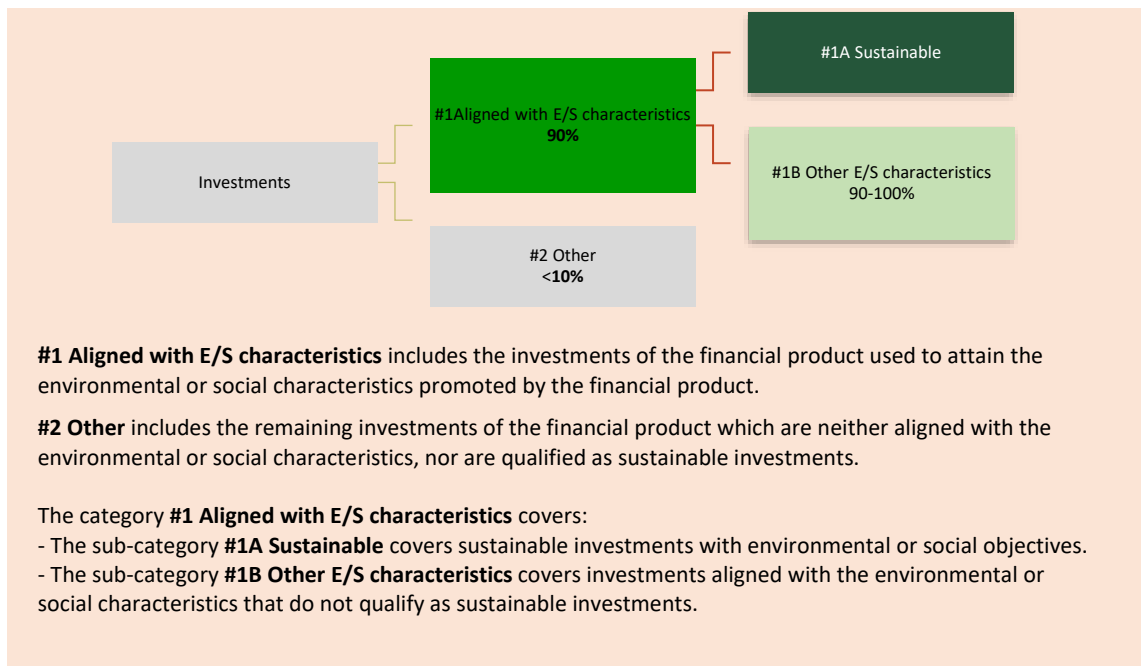 #1A Sustainable
#1Aligned with E/S characteristics
90%
Investments
#1B Other E/S characteristics
90-100%
#2 Other
<10%
#1 Aligned with E/S characteristics includes the investments of the financial product used to attain the
environmental or social characteristics promoted by the financial product.
#2 Other includes the remaining investments of the financial product which are neither aligned with the
environmental or social characteristics, nor are qualified as sustainable investments.
The category #1 Aligned with E/S characteristics covers:
- The sub-category #1A Sustainable covers sustainable investments with environmental or social objectives.
- The sub-category #1B Other E/S characteristics covers investments aligned with the environmental or
social characteristics that do not qualify as sustainable investments.